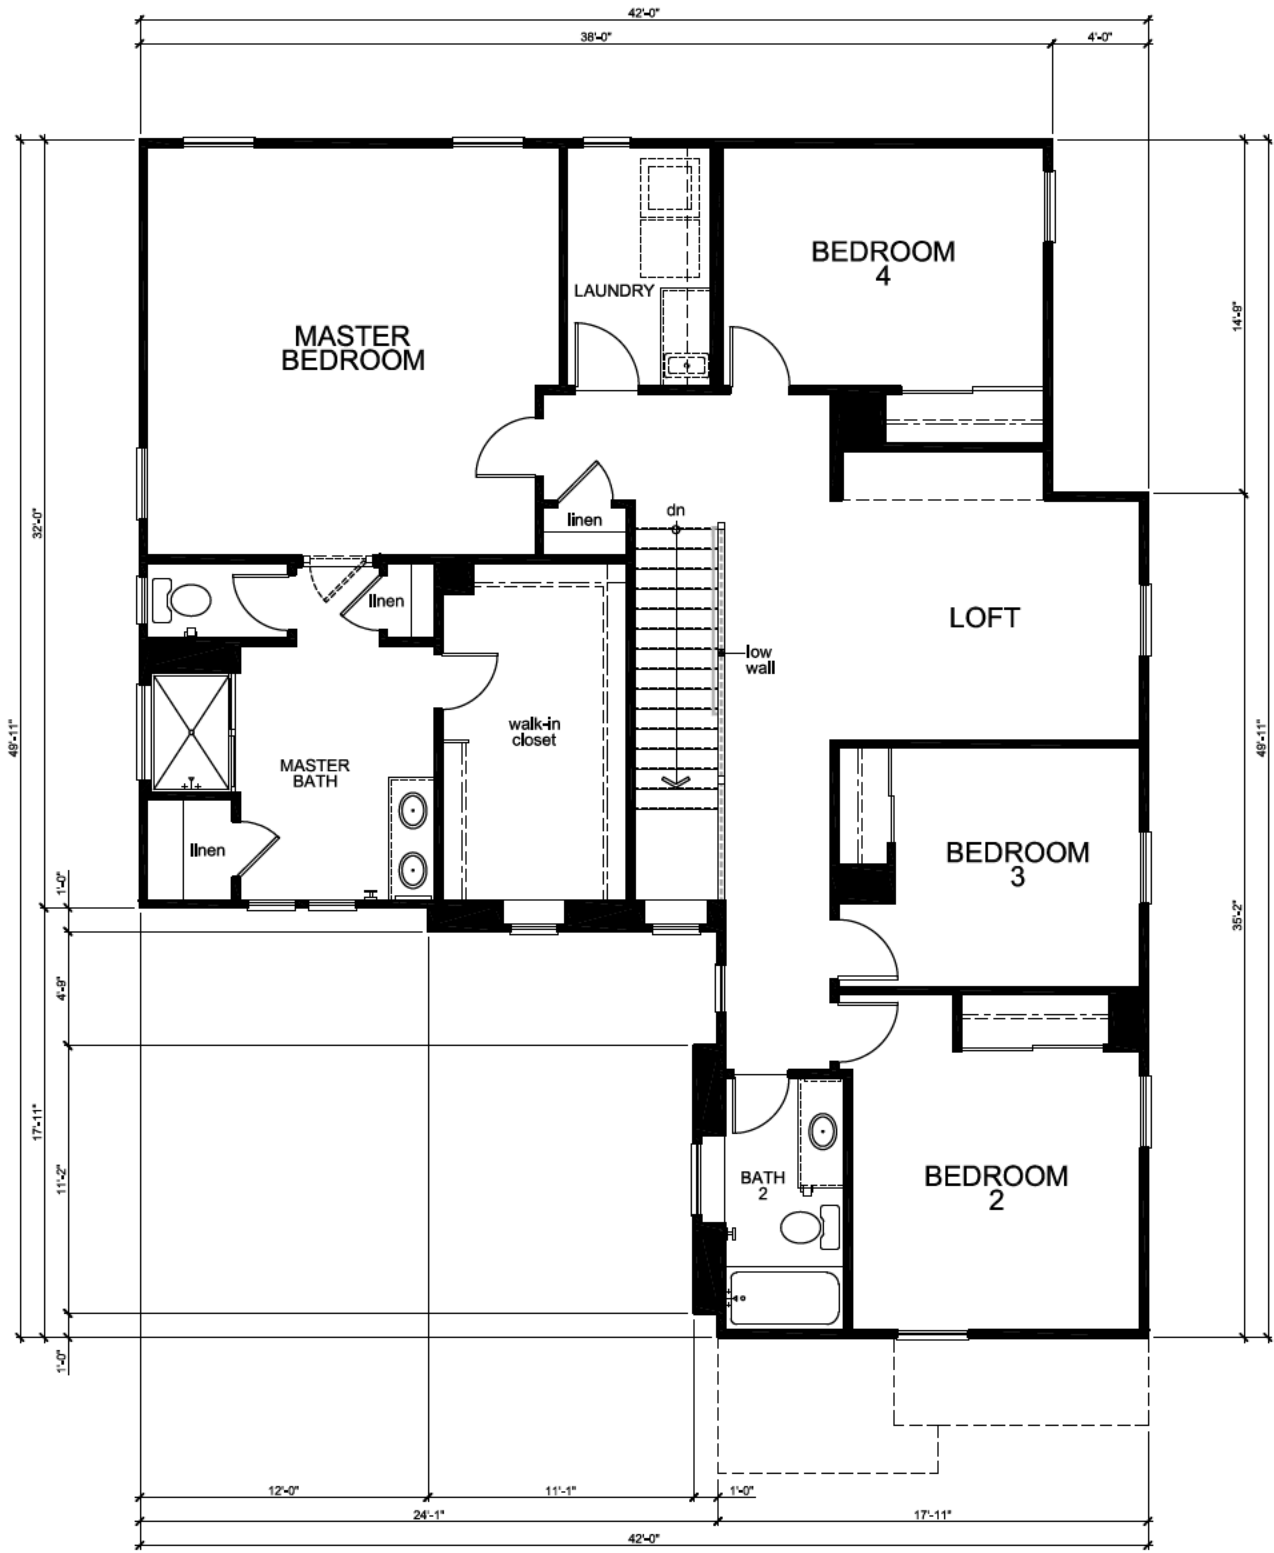 42'-0"
38'-0"
4'-0"
BEDROOM
4
LAUNDRY
MASTER
BEDROOM
14'-9"
32'-0"
dn
linen
linen
LOFT
low
wall
walk-in
closet
49'-11"
49'-11"
MASTER
BATH
linen
BEDROOM
3
1'-0"
35'-2"
4'-9"
17'-11"
11'-2"
BATH
2
BEDROOM
2
1'-0"
12'-0"
11'-1"
1'-0"
24'-1"
17'-11"
42'-0"